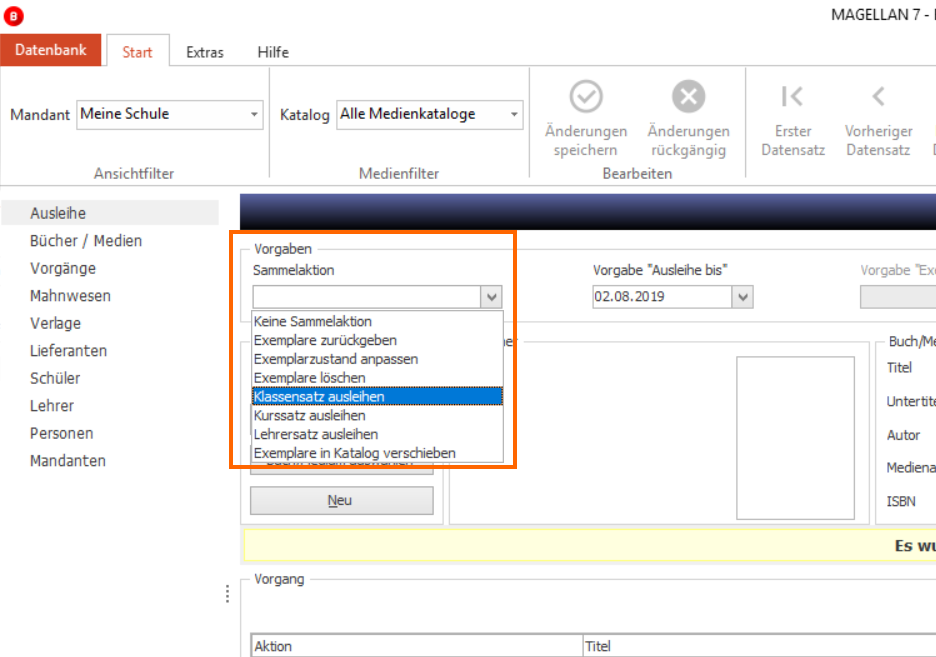 B
MAGELLAN 7 -
Datenbank Start Extras Hilfe
Mandant Meine Schule
Katalog Alle Medienkataloge
Änderungen speichern
Änderungen rückgängig
Erster Datensatz
Vorheriger Datensatz
Ansichtfilter
Medienfilter
Bearbeiten
Ausleihe
Bücher / Medien
Vorgänge
Mahnwesen
Verlage
Lieferanten
Schüler
Lehrer
Personen
Mandanten
Vorgaben
Sammelaktion
Vorgabe "Ausleihe bis"
Vorgabe "Exe
02.08.2019
Keine Sammelaktion
Exemplare zurückgeben
Exemplarzustand anpassen
Exemplare löschen
Klassensatz ausleihen
Kurssatz ausleihen
Lehrersatz ausleihen
Exemplare in Katalog verschieben
Neu
Buch/Me
Titel
Untertite
Autor
Mediena
ISBN
Es wu
Vorgang
Aktion
Titel